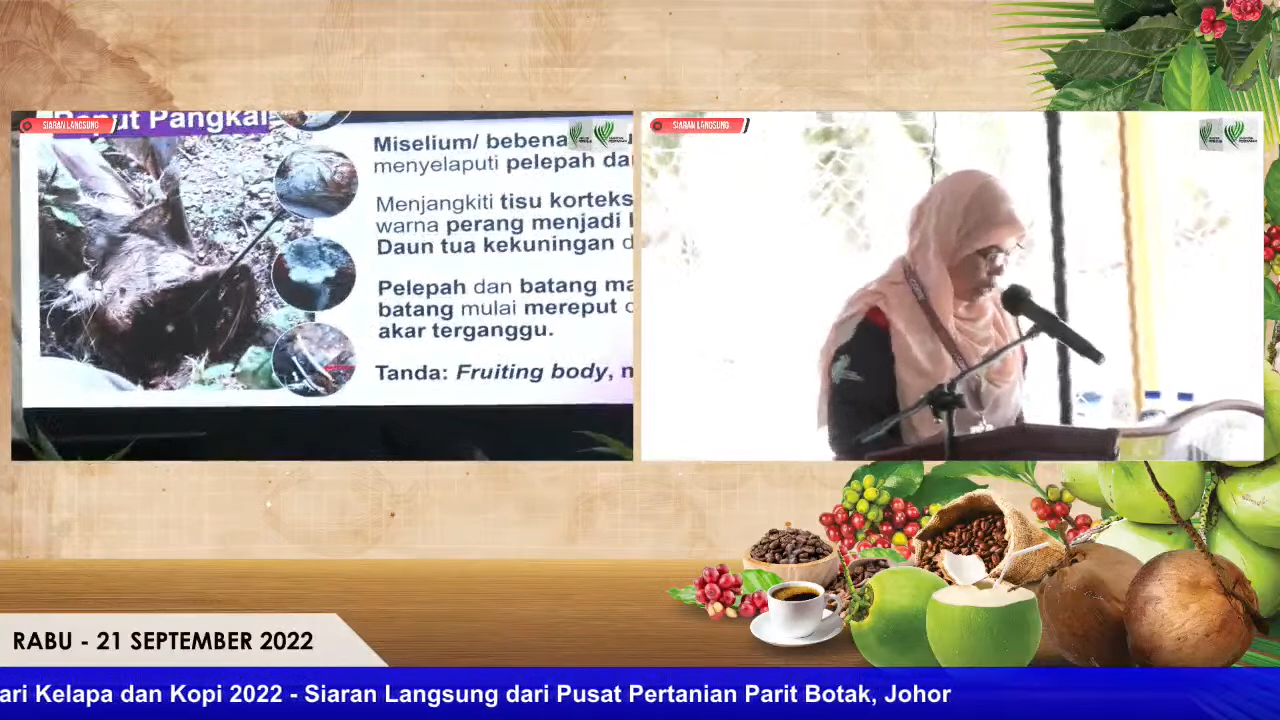 SIARAN LANGSUNG
Reput Pangkal
Miselium/ bebena
menyelaputi pelepah
Menjangkiti tisu korteks
warna perang menjadi
Daun tua kekuningan
Pelepah dan batang
batang mulai mereput
akar terganggu.
Tanda: Fruiting body,
SIARAN LANGSUNG
RABU - 21 SEPTEMBER 2022
ari Kelapa dan Kopi 2022 - Siaran Langsung dari Pusat Pertanian Parit Botak, Johor